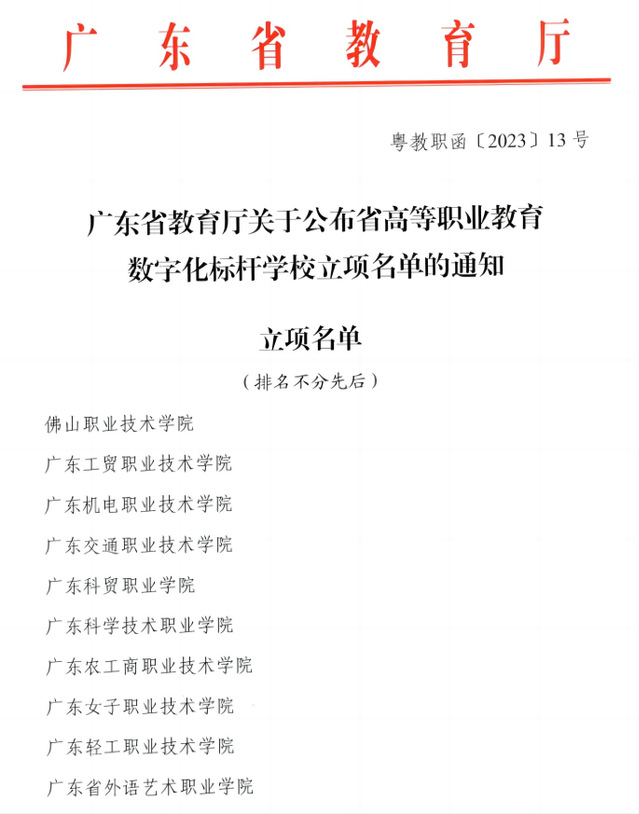 广东省教育厅
粤教职函〔2023〕13号
广东省教育厅关于公布省高等职业教育
数字化标杆学校立项名单的通知
立项名单
（排名不分先后）
佛山职业技术学院
广东工贸职业技术学院
广东机电职业技术学院
广东交通职业技术学院
广东科贸职业学院
广东科学技术职业学院
广东农工商职业技术学院
广东女子职业技术学院
广东轻工职业技术学院
广东省外语艺术职业学院